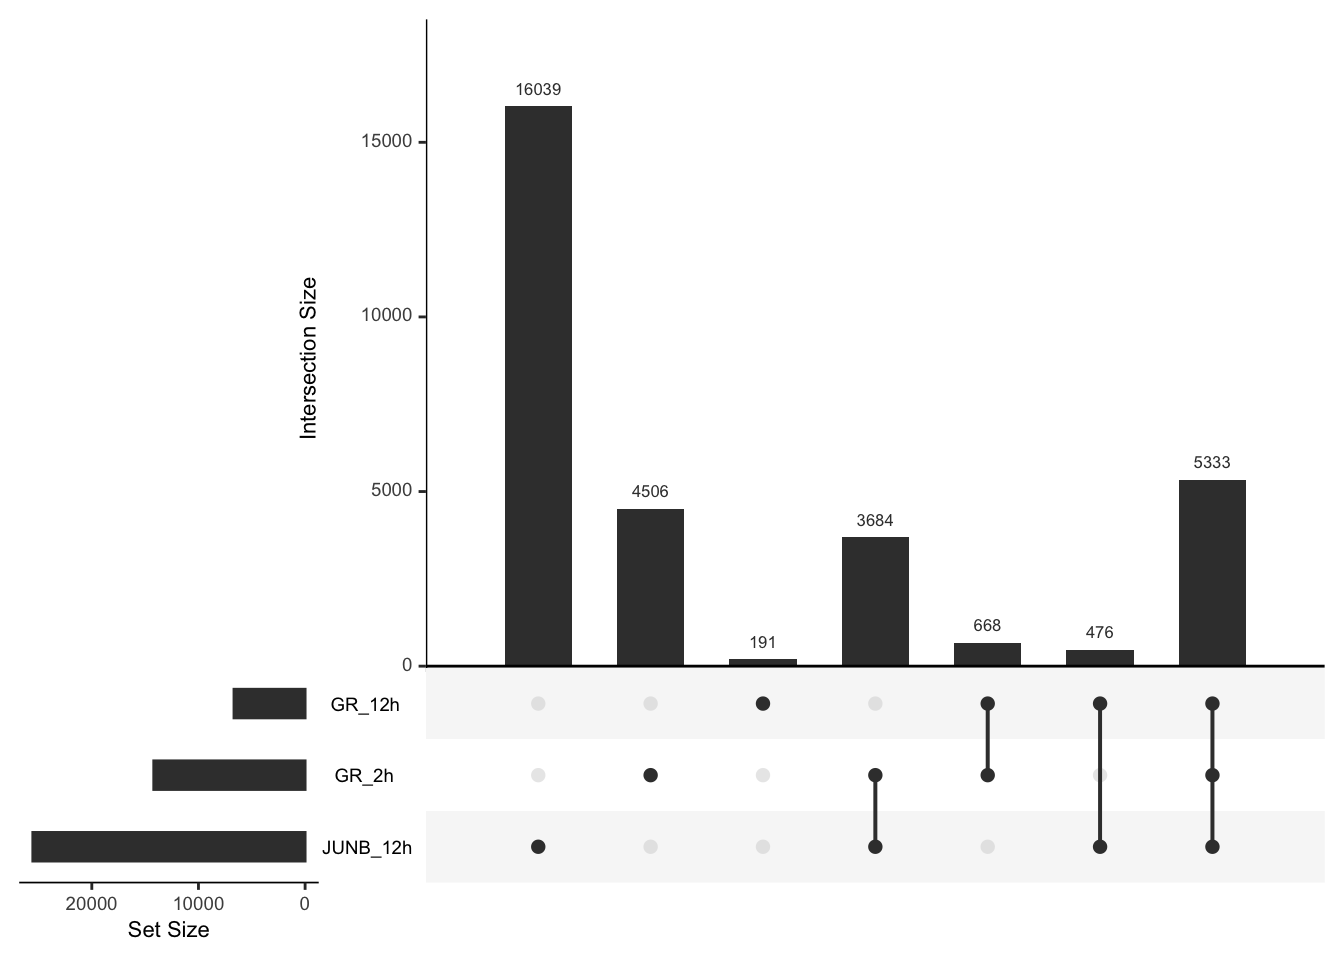 16039
15000
10000
Intersection Size
5333
5000
4506
3684
668
476
191
0
GR_12h
GR_2h
JUNB_12h
20000 10000 0
Set Size